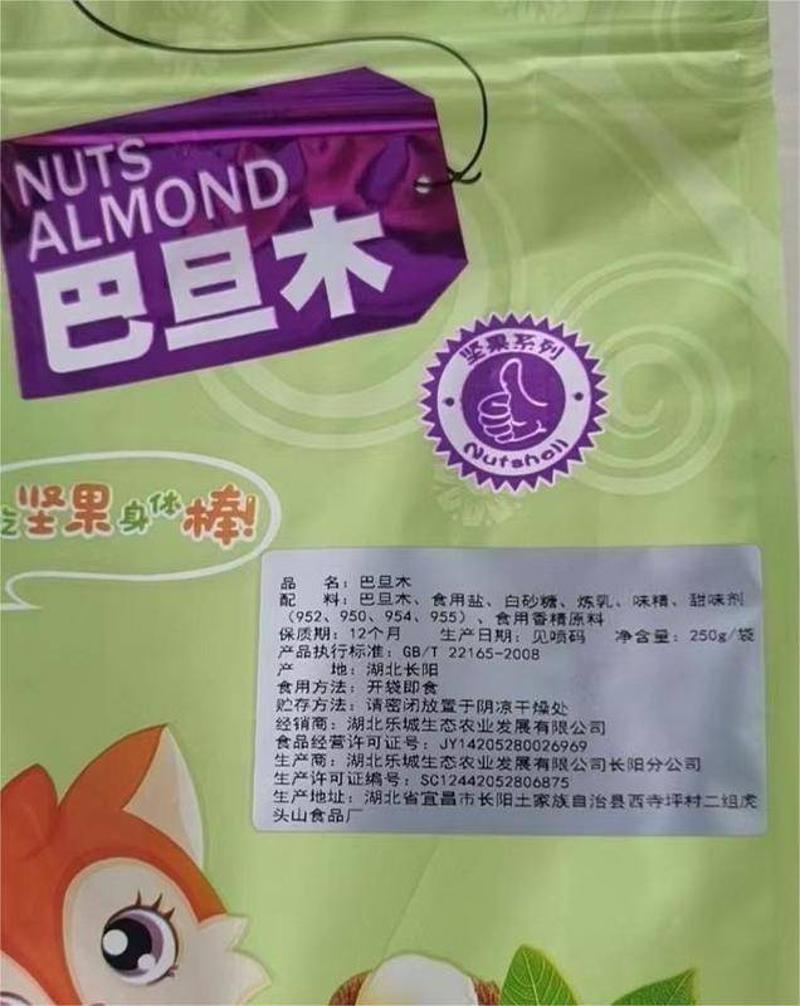 NUTS
ALMOND
巴旦木
坚果系列
Nutshell
吃坚果身体棒!
品 名：巴旦木
配 料：巴旦木、食用盐、白砂糖、炼乳、味精、甜味剂
（952、950、954、955）、食用香精原料
保质期：12个月 生产日期：见喷码 净含量：250g/袋
产品执行标准：GB/T 22165-2008
产 地：湖北长阳
食用方法：开袋即食
贮存方法：请密闭放置于阴凉干燥处
经销商：湖北乐城生态农业发展有限公司
食品经营许可证号：JY14205280026969
生产商：湖北乐城生态农业发展有限公司长阳分公司
生产许可证编号：SC12442052806875
生产地址：湖北省宜昌市长阳土家族自治县西寺坪村二组虎
头山食品厂